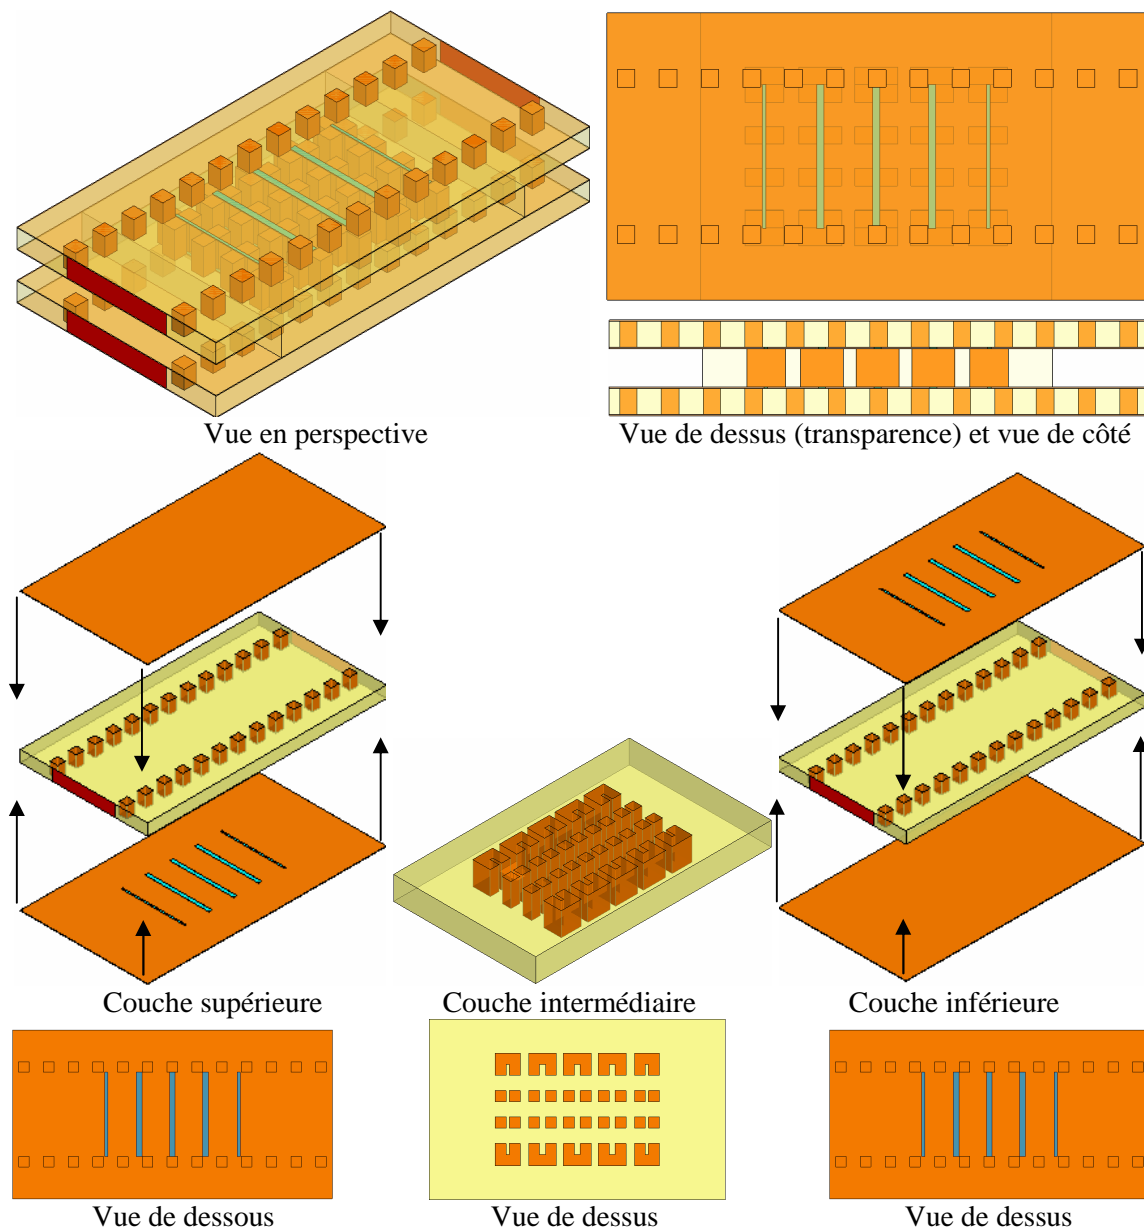 Vue en perspective
Vue de dessus (transparence) et vue de côté
Couche supérieure
Couche intermédiaire
Couche inférieure
Vue de dessous
Vue de dessus
Vue de dessus